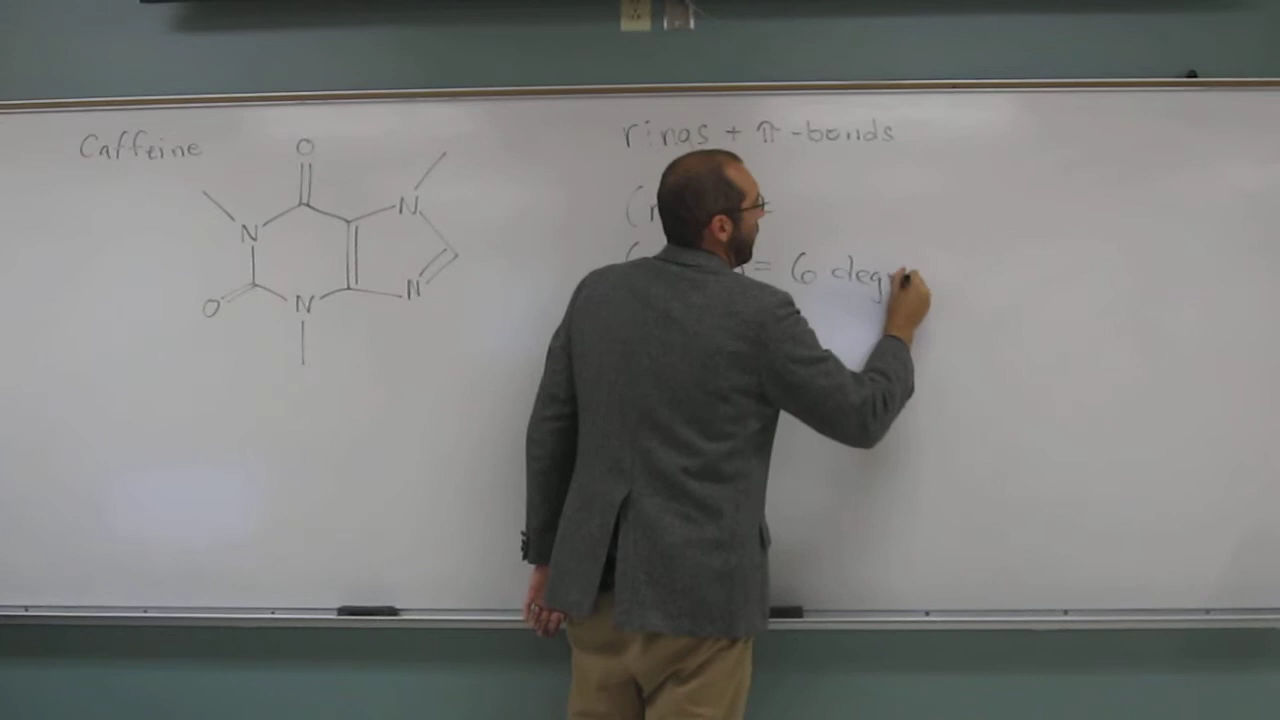 Caffeine
O
N
N
O
N
N
rings + π-bonds
= 6 deg